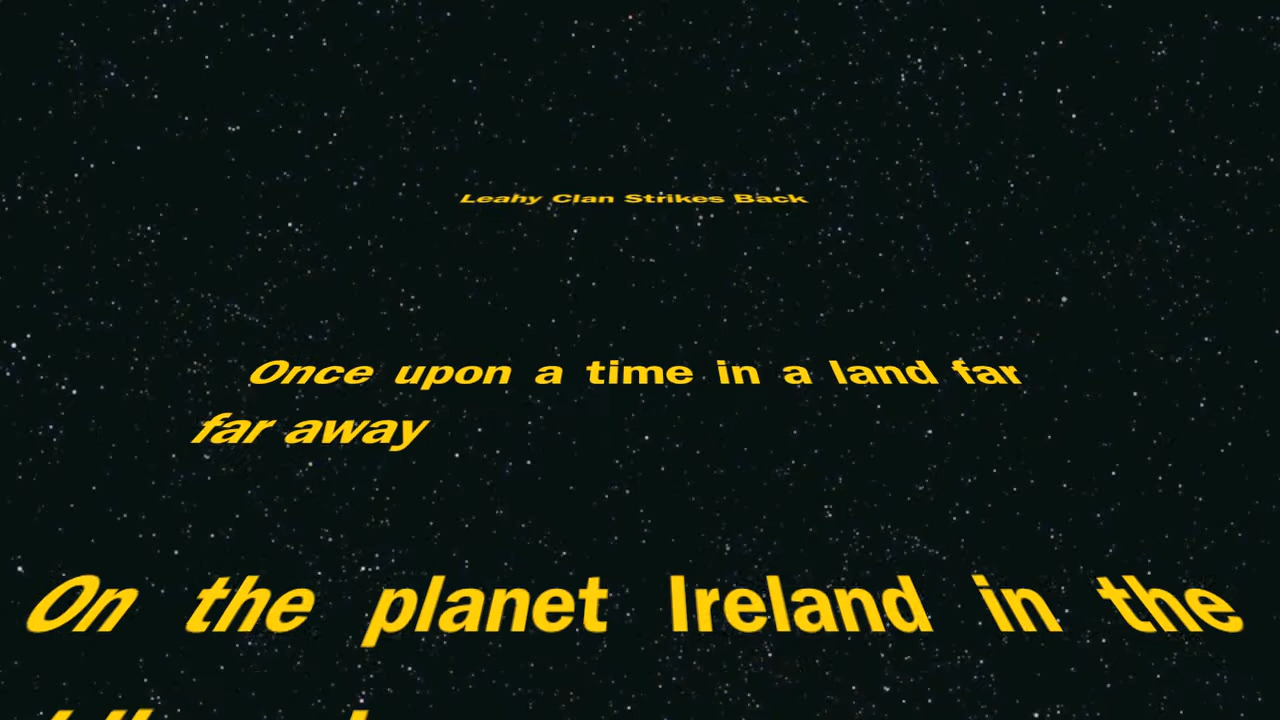 Leahy Clan Strikes Back
Once upon a time in a land far
far away
On the planet Ireland in the